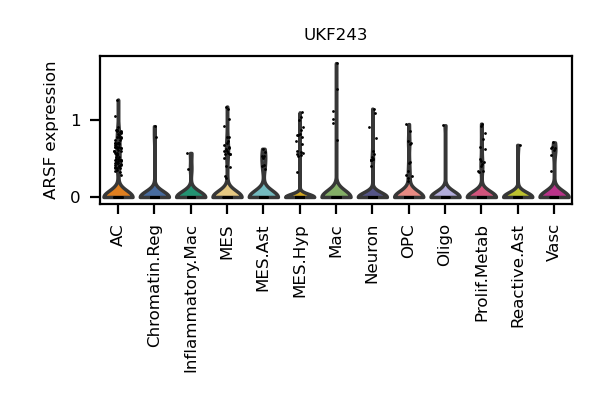 UKF243
ARSF expression
1
0
AC
Chromatin.Reg
Inflammatory.Mac
MES
MES.Ast
MES.Hyp
Mac
Neuron
OPC
Oligo
Prolif.Metab
Reactive.Ast
Vasc